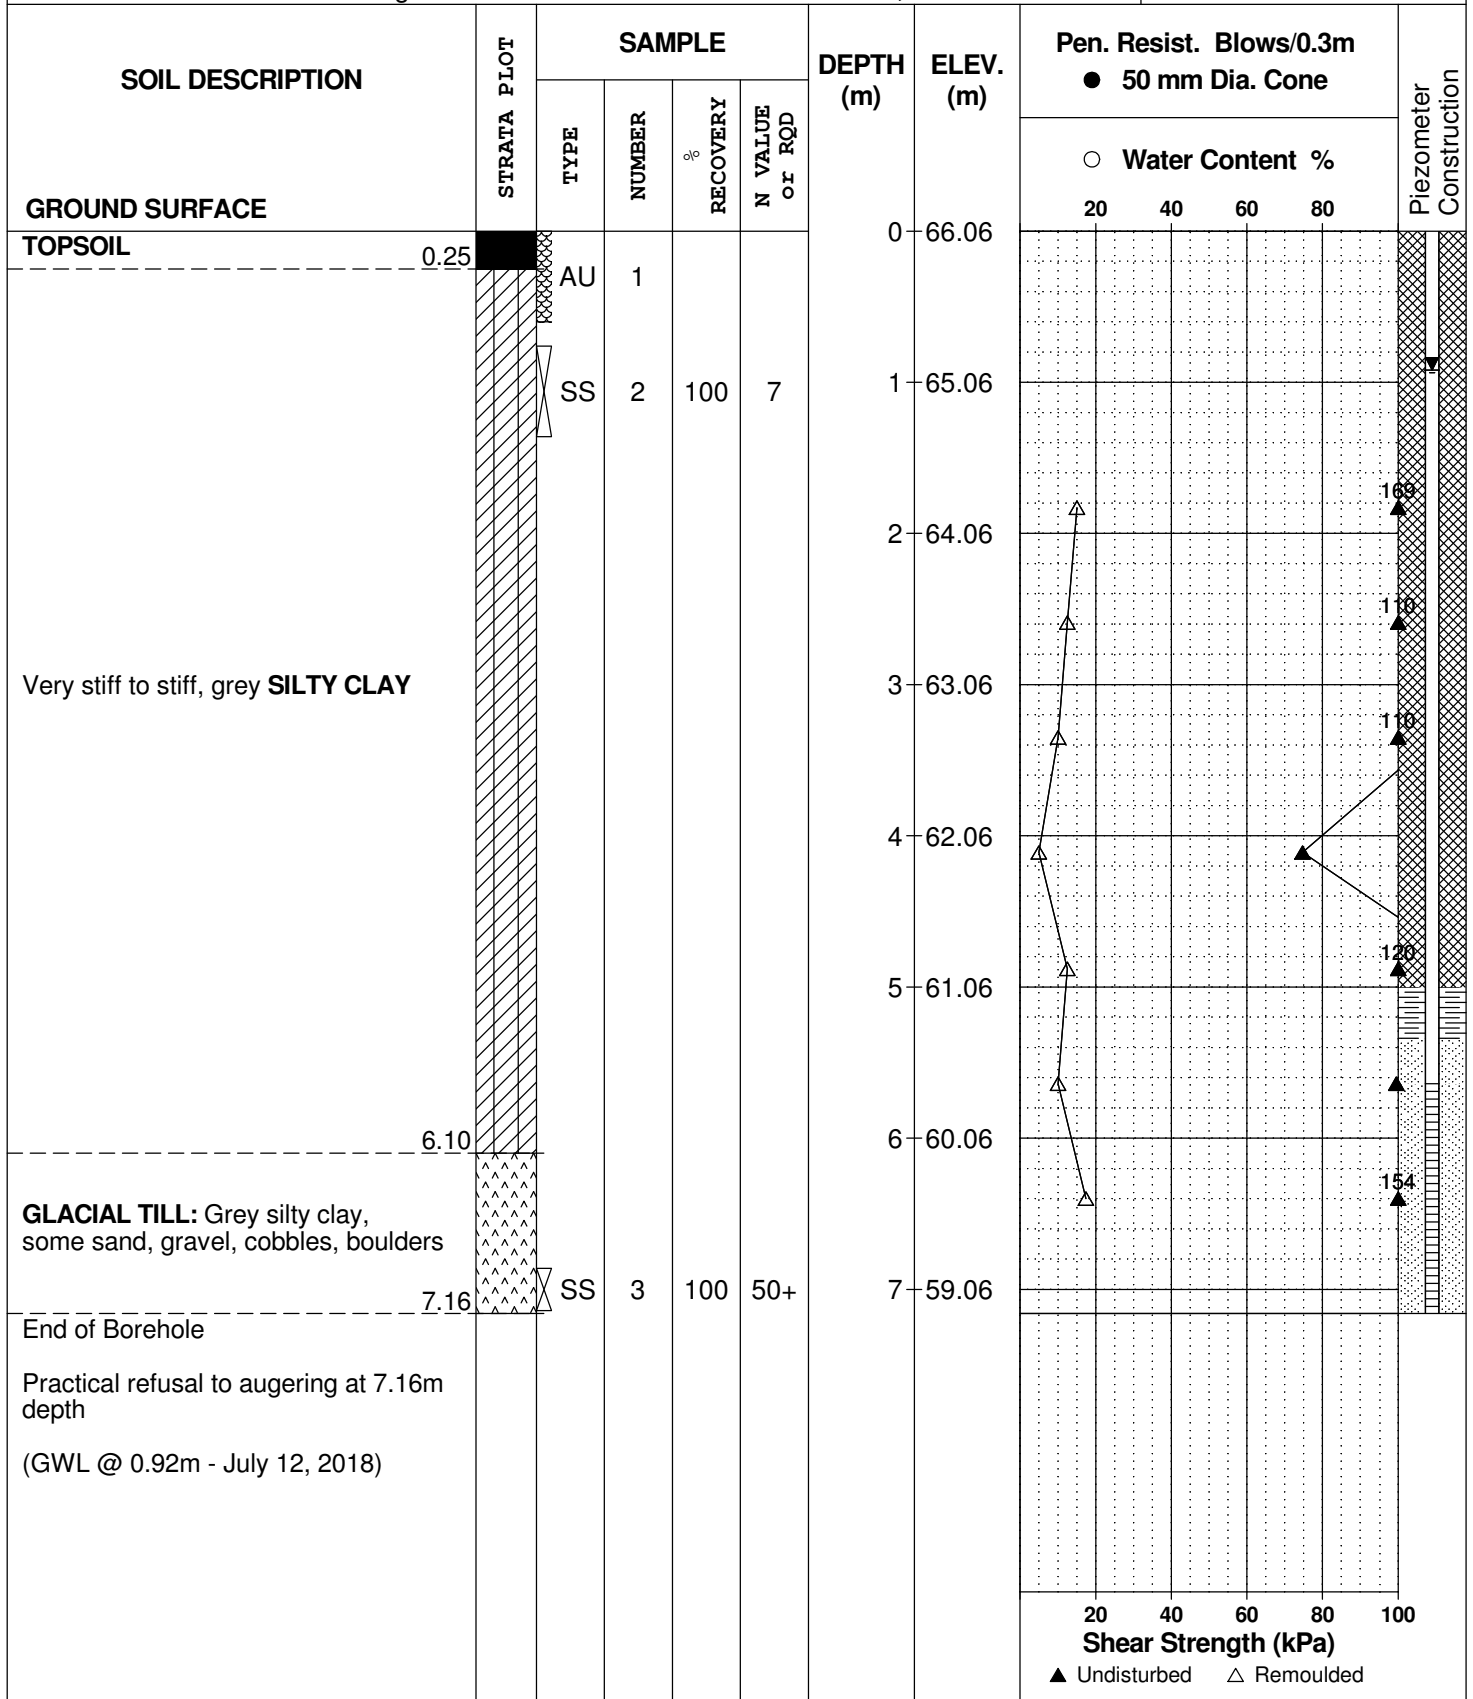 SOIL DESCRIPTION
GROUND SURFACE
STRATA PLOT
SAMPLE
TYPE
NUMBER
%
RECOVERY
N VALUE
or RQD
DEPTH
(m)
ELEV.
(m)
Pen. Resist. Blows/0.3m
● 50 mm Dia. Cone
○ Water Content %
20 40 60 80
Piezometer
Construction
TOPSOIL
0.25
0 66.06
AU 1
SS 2 100 7
1 65.06
169
2 64.06
110
Very stiff to stiff, grey SILTY CLAY
3 63.06
110
4 62.06
120
5 61.06
6.10
6 60.06
154
GLACIAL TILL: Grey silty clay,
some sand, gravel, cobbles, boulders
SS 3 100 50+
7 59.06
7.16
End of Borehole
Practical refusal to augering at 7.16m
depth
(GWL @ 0.92m - July 12, 2018)
20 40 60 80 100
Shear Strength (kPa)
▲ Undisturbed △ Remoulded